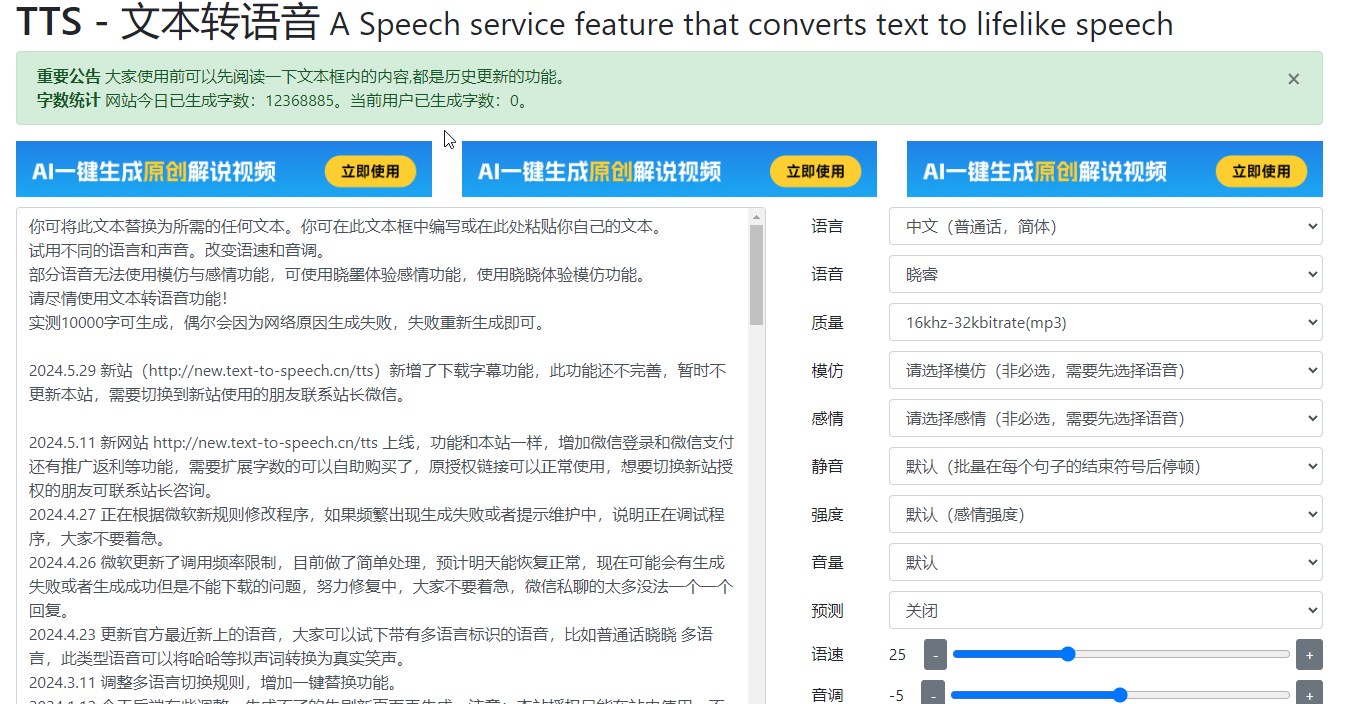 TTS - 文本转语音 A Speech service feature that converts text to lifelike speech
重要公告 大家使用前可以先阅读一下文本框内的内容,都是历史更新的功能。
×
字数统计 网站今日已生成字数：12368885。当前用户已生成字数：0。
AI一键生成原创解说视频 立即使用
AI一键生成原创解说视频 立即使用
AI一键生成原创解说视频 立即使用
你可将此文本替换为所需的任何文本。你可在此文本框中编写或在此处粘贴你自己的文本。
试用不同的语言和声音。改变语速和音调。
部分语音无法使用模仿与感情功能，可使用晓墨体验感情功能，使用晓晓体验模仿功能。
请尽情使用文本转语音功能！
实测10000字可生成，偶尔会因为网络原因生成失败，失败重新生成即可。
2024.5.29 新站（http://new.text-to-speech.cn/tts）新增了下载字幕功能，此功能还不完善，暂时不
更新本站，需要切换到新站使用的朋友联系站长微信。
2024.5.11 新网站 http://new.text-to-speech.cn/tts 上线，功能和本站一样，增加微信登录和微信支付
还有推广返利等功能，需要扩展字数的可以自助购买了，原授权链接可以正常使用，想要切换新站授
权的朋友可联系站长咨询。
2024.4.27 正在根据微软新规则修改程序，如果频繁出现生成失败或者提示维护中，说明正在调试程
序，大家不要着急。
2024.4.26 微软更新了调用频率限制，目前做了简单处理，预计明天能恢复正常，现在可能会有生成
失败或者生成成功但是不能下载的问题，努力修复中，大家不要着急，微信私聊的太多没法一个一个
回复。
2024.4.23 更新官方最近新上的语音，大家可以试下带有多语言标识的语音，比如普通话晓晓 多语
言，此类型语音可以将哈哈等拟声词转换为真实笑声。
2024.3.11 调整多语言切换规则，增加一键替换功能。
语言 中文（普通话，简体）
语音 晓睿
质量 16khz-32kbitrate(mp3)
模仿 请选择模仿（非必选，需要先选择语音）
感情 请选择感情（非必选，需要先选择语音）
静音 默认（批量在每个句子的结束符号后停顿）
强度 默认（感情强度）
音量 默认
预测 关闭
语速 25 - +
音调 -5 - +